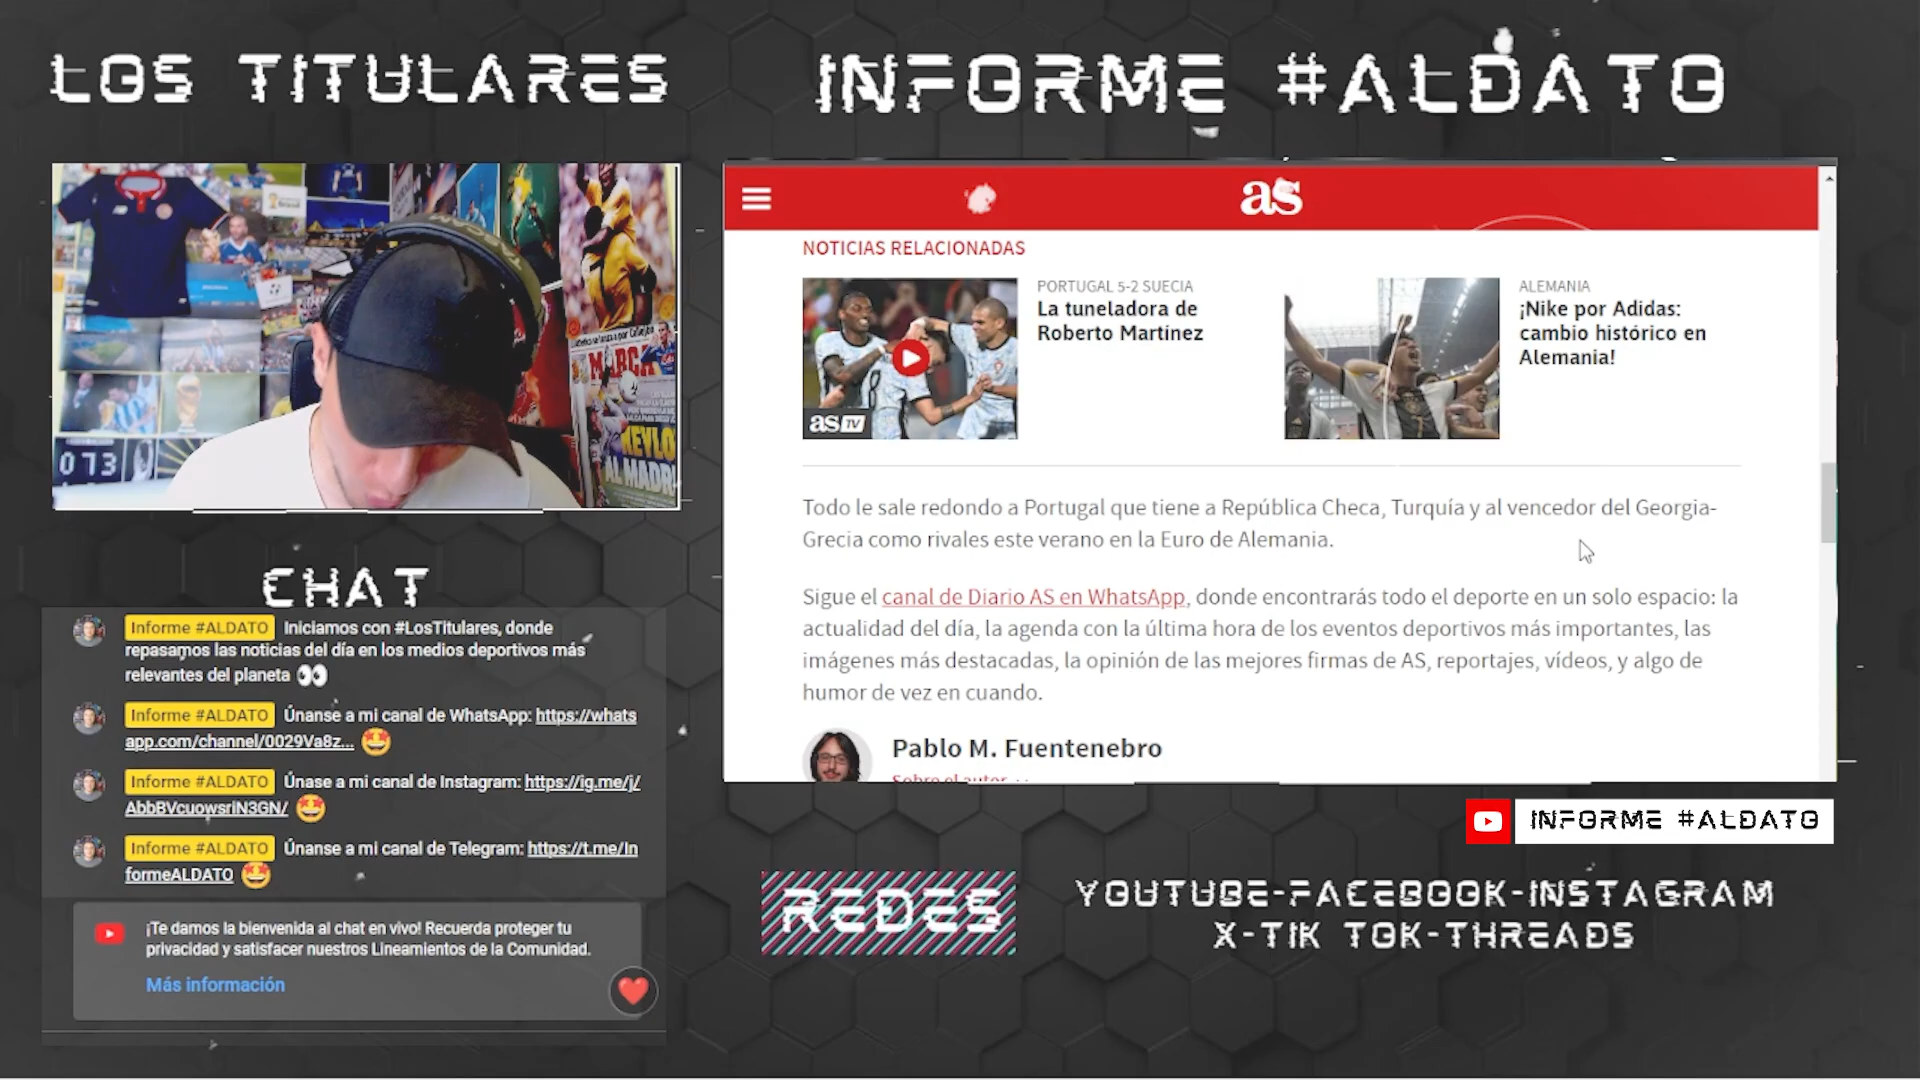 LOS TITULARES
INFORME #ALDATO
073
MARCA
KEYLOR
AL MADRID
as
NOTICIAS RELACIONADAS
as TV
PORTUGAL 5-2 SUECIA
La tuneladora de
Roberto Martínez
ALEMANIA
¡Nike por Adidas:
cambio histórico en
Alemania!
Todo le sale redondo a Portugal que tiene a República Checa, Turquía y al vencedor del Georgia-
Grecia como rivales este verano en la Euro de Alemania.
Sigue el canal de Diario AS en WhatsApp, donde encontrarás todo el deporte en un solo espacio: la
actualidad del día, la agenda con la última hora de los eventos deportivos más importantes, las
imágenes más destacadas, la opinión de las mejores firmas de AS, reportajes, vídeos, y algo de
humor de vez en cuando.
Pablo M. Fuentenebro
Sobre el autor
CHAT
Informe #ALDATO Iniciamos con #LosTitulares, donde
repasamos las noticias del día en los medios deportivos más
relevantes del planeta 👀
Informe #ALDATO Únanse a mi canal de WhatsApp: https://whats
app.com/channel/0029Va8z... 🤩
Informe #ALDATO Únase a mi canal de Instagram: https://ig.me/j/
AbbBVcuowsriN3GN/ 🤩
Informe #ALDATO Únanse a mi canal de Telegram: https://t.me/In
formeALDATO 🤩
¡Te damos la bienvenida al chat en vivo! Recuerda proteger tu
privacidad y satisfacer nuestros Lineamientos de la Comunidad.
Más información
INFORME #ALDATO
REDES
YOUTUBE-FACEBOOK-INSTAGRAM
X-TIK TOK-THREADS